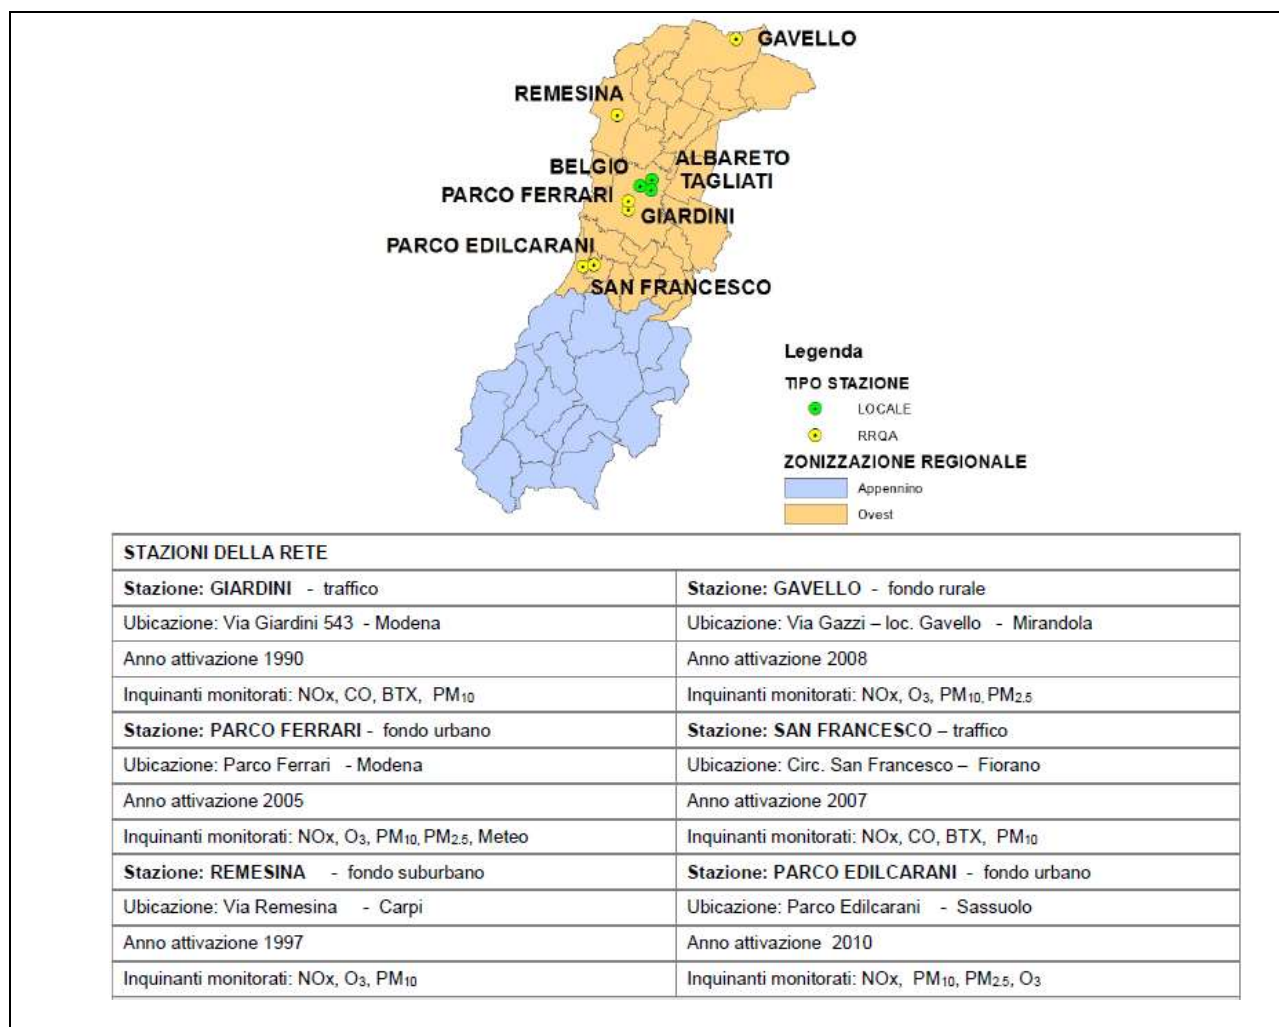 GAVELLO
REMESINA
BELGIO
ALBARETO
TAGLIATI
PARCO FERRARI
GIARDINI
PARCO EDILCARANI
SAN FRANCESCO
Legenda
TIPO STAZIONE
LOCALE
RRQA
ZONIZZAZIONE REGIONALE
Appennino
Ovest
STAZIONI DELLA RETE
Stazione: GIARDINI - traffico
Stazione: GAVELLO - fondo rurale
Ubicazione: Via Giardini 543 - Modena
Ubicazione: Via Gazzi – loc. Gavello - Mirandola
Anno attivazione 1990
Anno attivazione 2008
Inquinanti monitorati: NOx, CO, BTX, PM10
Inquinanti monitorati: NOx, O3, PM10, PM2.5
Stazione: PARCO FERRARI - fondo urbano
Stazione: SAN FRANCESCO – traffico
Ubicazione: Parco Ferrari - Modena
Ubicazione: Circ. San Francesco – Fiorano
Anno attivazione 2005
Anno attivazione 2007
Inquinanti monitorati: NOx, O3, PM10, PM2.5, Meteo
Inquinanti monitorati: NOx, CO, BTX, PM10
Stazione: REMESINA - fondo suburbano
Stazione: PARCO EDILCARANI - fondo urbano
Ubicazione: Via Remesina - Carpi
Ubicazione: Parco Edilcarani - Sassuolo
Anno attivazione 1997
Anno attivazione 2010
Inquinanti monitorati: NOx, O3, PM10
Inquinanti monitorati: NOx, PM10, PM2.5, O3